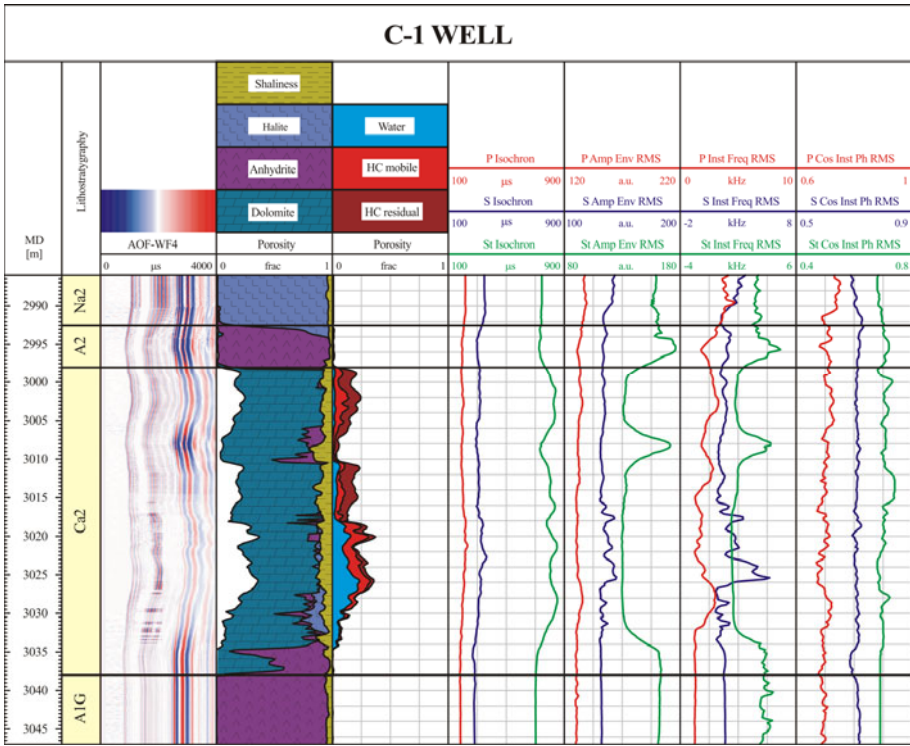 C-1 WELL
MD
[m]
Lithostratygraphy
AOF-WF4
0 µs 4000
Shaliness
Halite
Anhydrite
Dolomite
Porosity
0 frac 1
Water
HC mobile
HC residual
Porosity
0 frac 1
P Isochron
100 µs 900
S Isochron
100 µs 900
St Isochron
100 µs 900
P Amp Env RMS
120 a.u. 220
S Amp Env RMS
100 a.u. 200
St Amp Env RMS
80 a.u. 180
P Inst Freq RMS
0 kHz 10
S Inst Freq RMS
-2 kHz 8
St Inst Freq RMS
-4 kHz 6
P Cos Inst Ph RMS
0.6 1
S Cos Inst Ph RMS
0.5 0.9
St Cos Inst Ph RMS
0.4 0.8
2990
2995
3000
3005
3010
3015
3020
3025
3030
3035
3040
3045
Na2
A2
Ca2
A1G